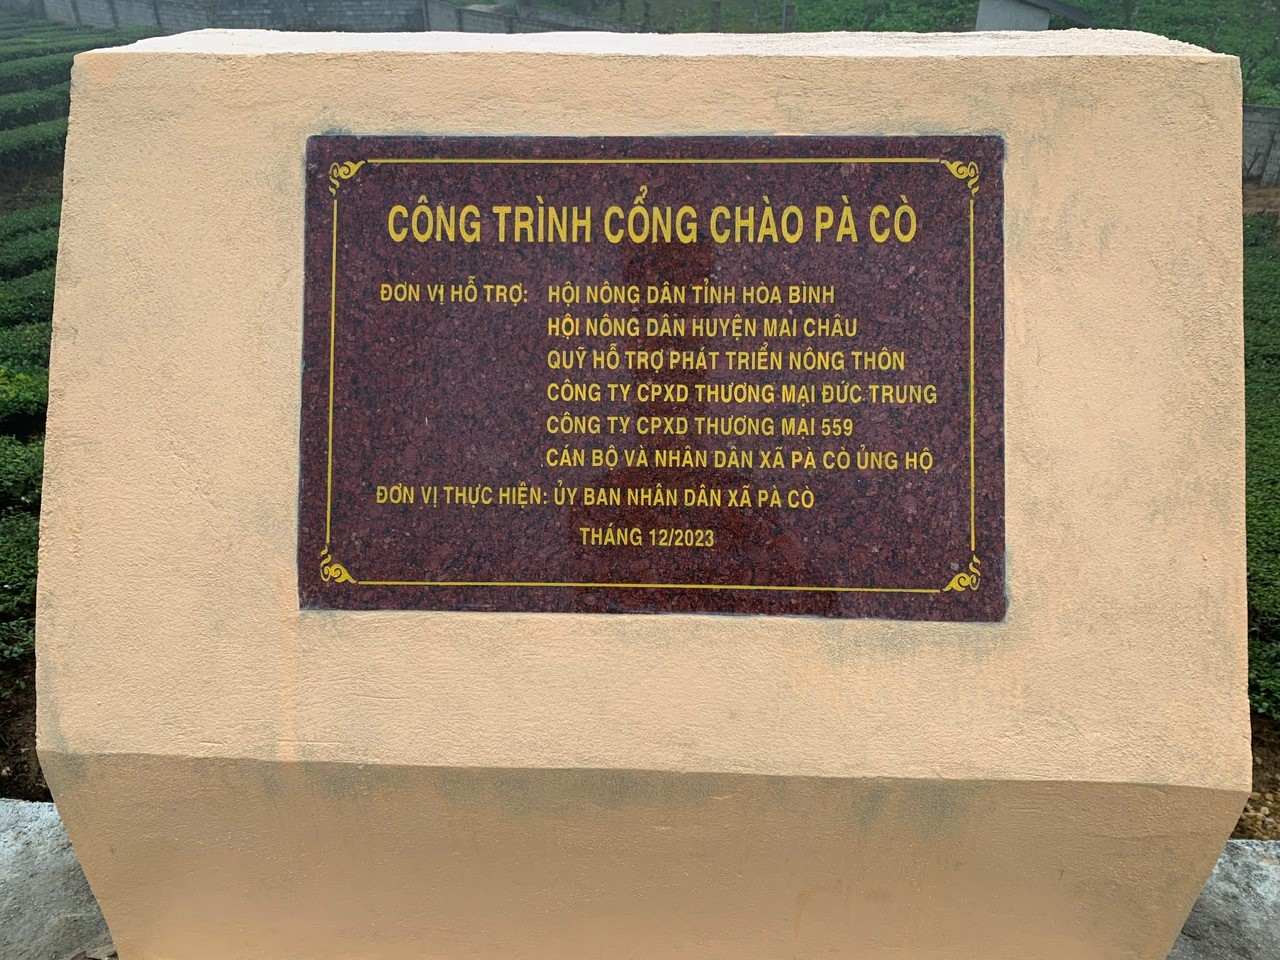 CÔNG TRÌNH CỔNG CHÀO PÀ CÒ
ĐƠN VỊ HỖ TRỢ: HỘI NÔNG DÂN TỈNH HÒA BÌNH
HỘI NÔNG DÂN HUYỆN MAI CHÂU
QUỸ HỖ TRỢ PHÁT TRIỂN NÔNG THÔN
CÔNG TY CPXD THƯƠNG MẠI ĐỨC TRUNG
CÔNG TY CPXD THƯƠNG MẠI 559
CÁN BỘ VÀ NHÂN DÂN XÃ PÀ CÒ ỦNG HỘ
ĐƠN VỊ THỰC HIỆN: ỦY BAN NHÂN DÂN XÃ PÀ CÒ
THÁNG 12/2023